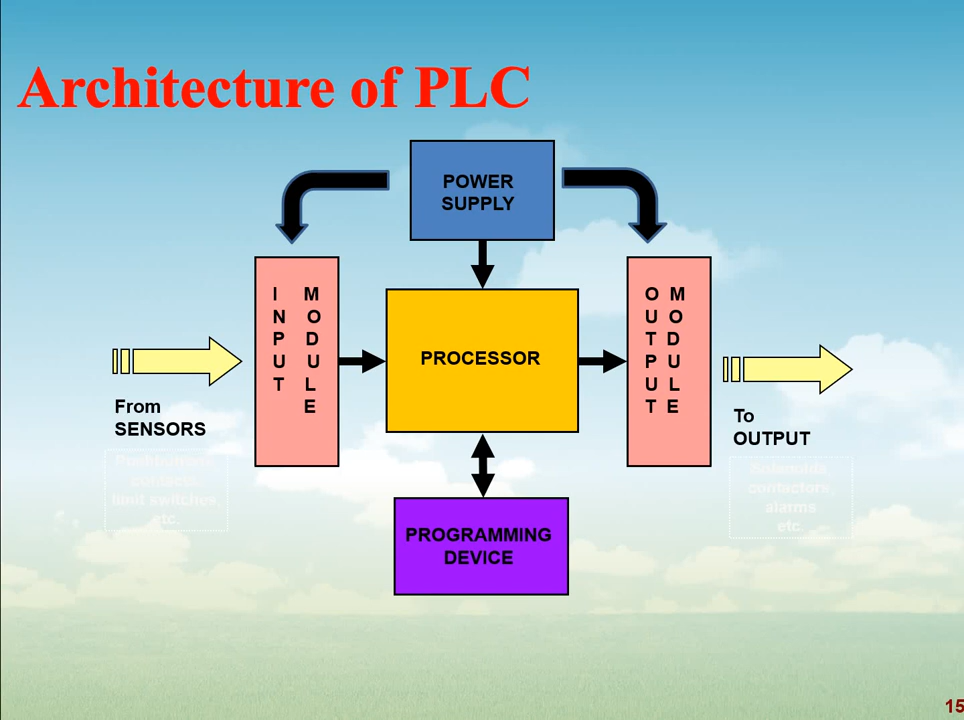 Architecture of PLC
POWER
SUPPLY
INPUT MODULE
PROCESSOR
OUTPUT MODULE
From
SENSORS
Pushbuttons,
contacts,
limit switches,
etc.
To
OUTPUT
Solenoids,
contactors,
alarms
etc.
PROGRAMMING
DEVICE
15